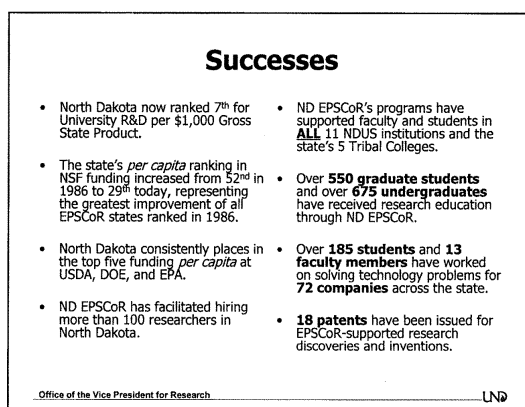 Successes
• North Dakota now ranked 7th for
University R&D per $1,000 Gross
State Product.
• The state's per capita ranking in
NSF funding increased from 52nd in
1986 to 29th today, representing
the greatest improvement of all
EPSCoR states ranked in 1986.
• North Dakota consistently places in
the top five funding per capita at
USDA, DOE, and EPA.
• ND EPSCoR has facilitated hiring
more than 100 researchers in
North Dakota.
• ND EPSCoR's programs have
supported faculty and students in
ALL 11 NDUS institutions and the
state's 5 Tribal Colleges.
• Over 550 graduate students
and over 675 undergraduates
have received research education
through ND EPSCoR.
• Over 185 students and 13
faculty members have worked
on solving technology problems for
72 companies across the state.
• 18 patents have been issued for
EPSCoR-supported research
discoveries and inventions.
Office of the Vice President for Research
UND